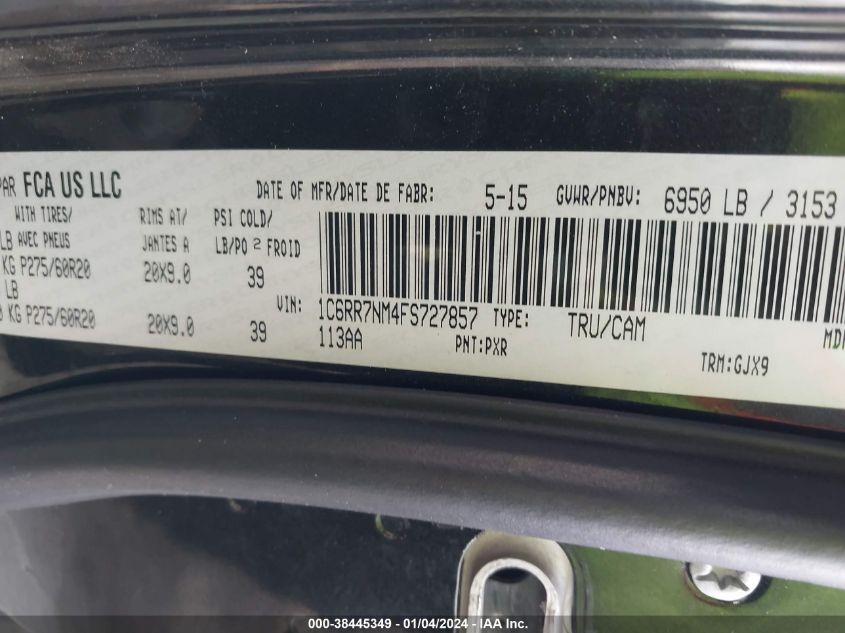 PAR FCA US LLC
DATE OF MFR/DATE DE FABR: 5-15 GVWR/PNBV: 6950 LB / 3153
WITH TIRES/ RIMS AT/ PSI COLD/
LB AVEC PNEUS JANTES A LB/PO 2 FROID
KG P275/60R20 20X9.0 39
LB
KG P275/60R20 20X9.0 39
VIN: 1C6RR7NM4FS727857 TYPE: TRU/CAM
113AA PNT:PXR TRM:GJX9
000-38445349 - 01/04/2024 - IAA Inc.